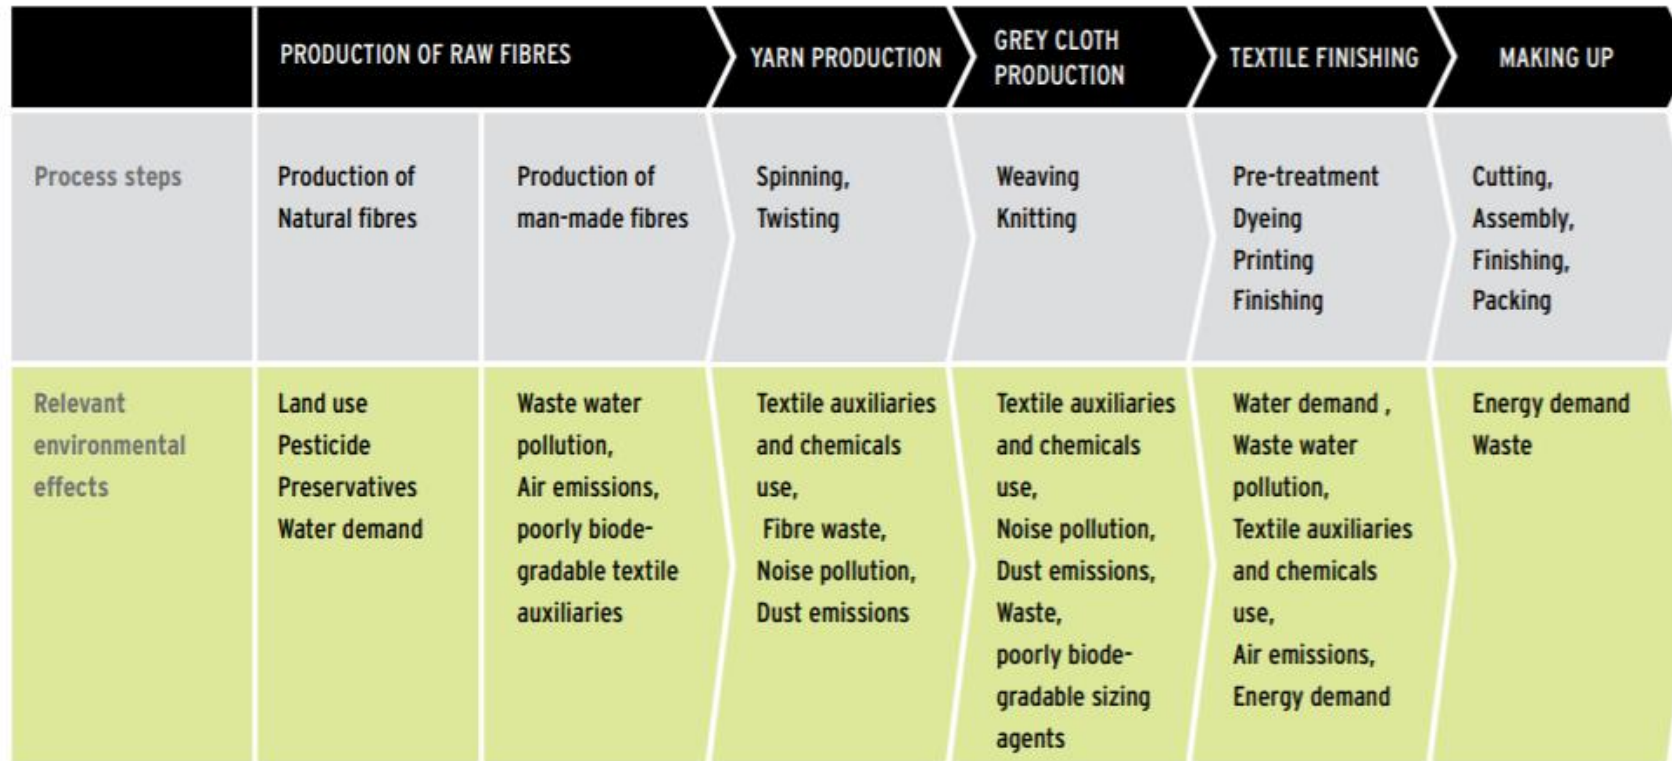 PRODUCTION OF RAW FIBRES
YARN PRODUCTION
GREY CLOTH
PRODUCTION
TEXTILE FINISHING
MAKING UP
Process steps
Production of
Natural fibres
Production of
man-made fibres
Spinning,
Twisting
Weaving
Knitting
Pre-treatment
Dyeing
Printing
Finishing
Cutting,
Assembly,
Finishing,
Packing
Relevant
environmental
effects
Land use
Pesticide
Preservatives
Water demand
Waste water
pollution,
Air emissions,
poorly biode-
gradable textile
auxiliaries
Textile auxiliaries
and chemicals
use,
Fibre waste,
Noise pollution,
Dust emissions
Textile auxiliaries
and chemicals
use,
Noise pollution,
Dust emissions,
Waste,
poorly biode-
gradable sizing
agents
Water demand ,
Waste water
pollution,
Textile auxiliaries
and chemicals
use,
Air emissions,
Energy demand
Energy demand
Waste